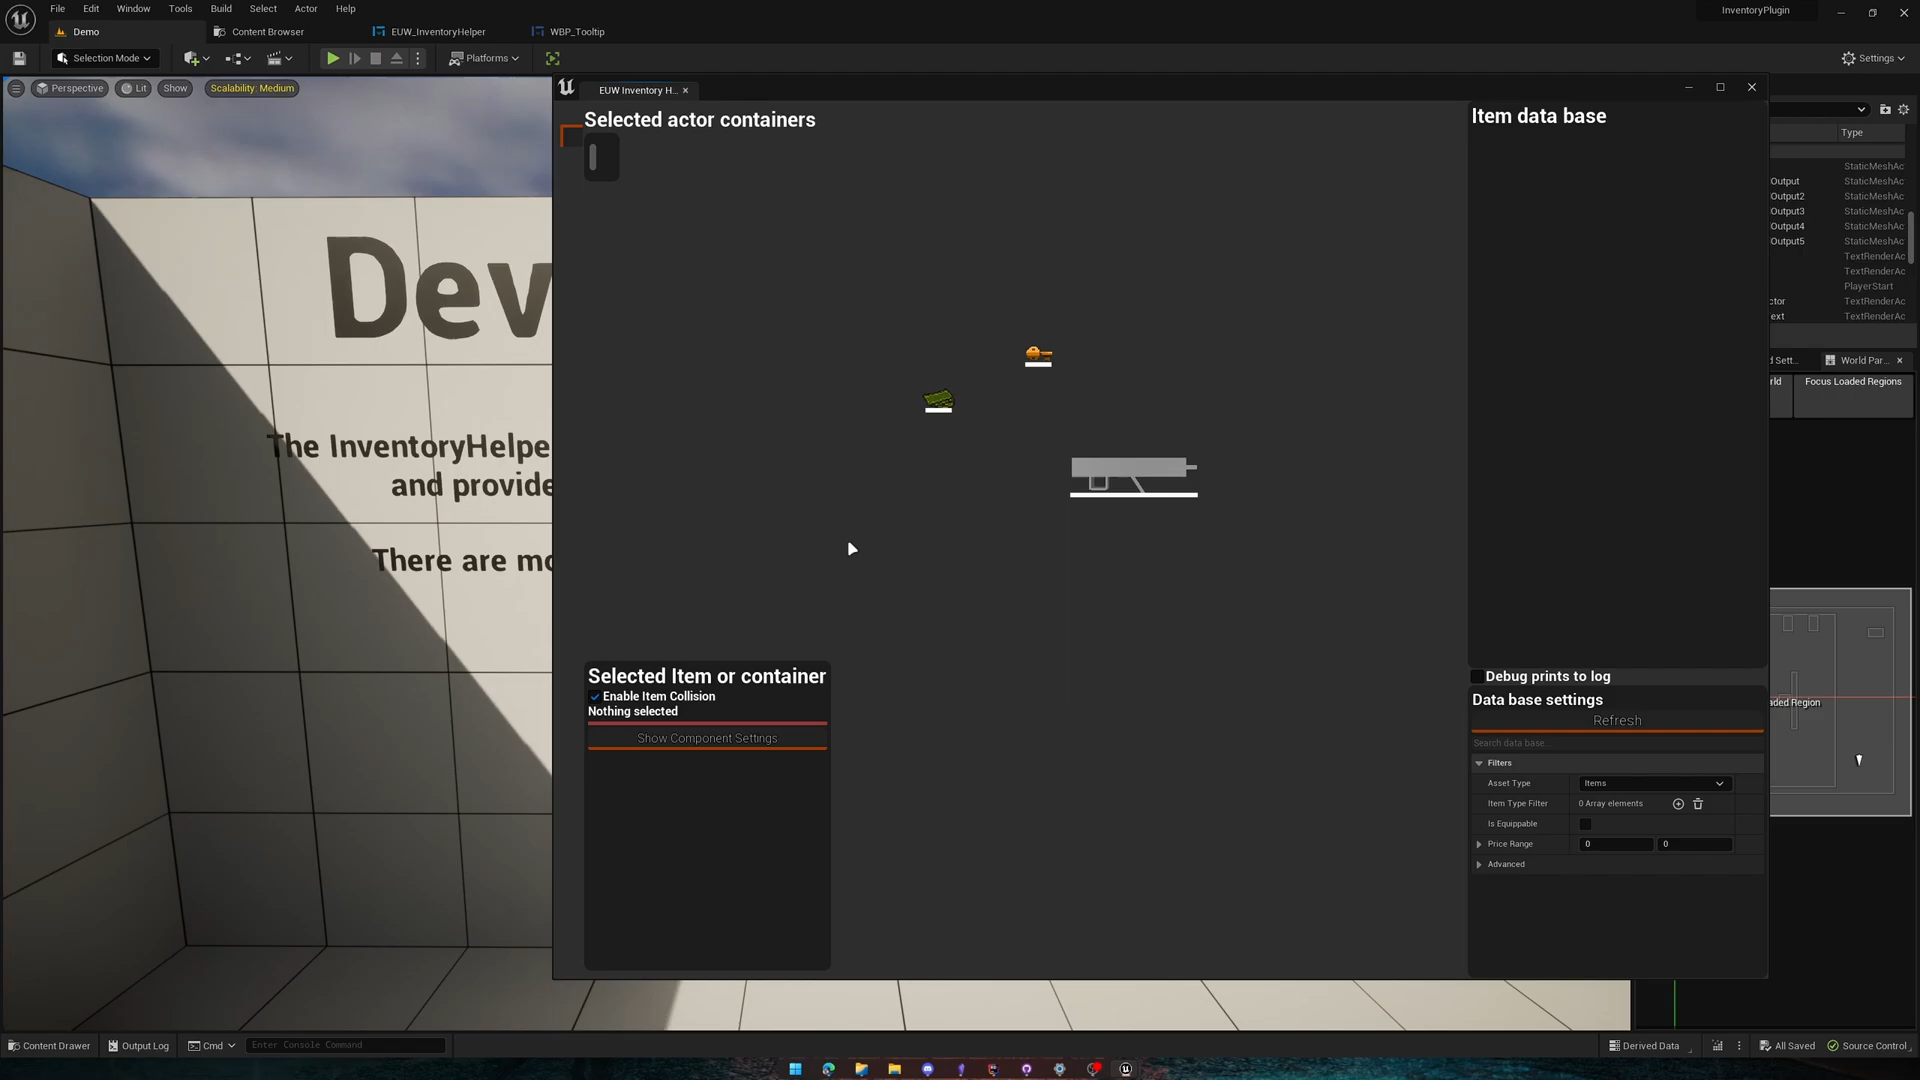 File Edit Window Tools Build Select Actor Help
InventoryPlugin
Demo
Content Browser
EUW_InventoryHelper
WBP_Tooltip
Selection Mode
Platforms
Settings
Perspective
Lit
Show
Scalability: Medium
EUW Inventory H...
Selected actor containers
Item data base
Type
StaticMeshAc
Output StaticMeshAc
Output2 StaticMeshAc
Output3 StaticMeshAc
Output4 StaticMeshAc
Output5 StaticMeshAc
TextRenderAc
TextRenderAc
PlayerStart
ctor TextRenderAc
ext TextRenderAc
d Sett...
World Par...
rld
Focus Loaded Regions
Dev
The InventoryHelpe
and provide
There are mo
Selected Item or container
Enable Item Collision
Nothing selected
Show Component Settings
Debug prints to log
Data base settings
Refresh
Search data base...
Filters
Asset Type Items
Item Type Filter 0 Array elements
Is Equippable
Price Range 0 0
Advanced
aded Region
Content Drawer
Output Log
Cmd
Enter Console Command
Derived Data
All Saved
Source Control